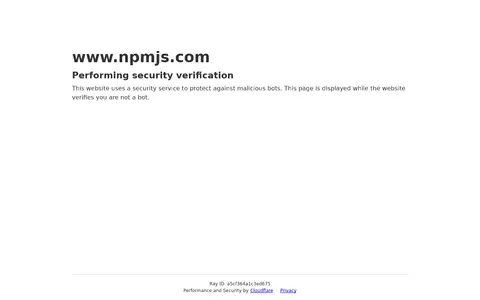 www.npmjs.com
Performing security verification
This website uses a security service to protect against malicious bots. This page is displayed while the website
verifies you are not a bot.
Ray ID: a5cf364a1c3ed675
Performance and Security by Cloudflare Privacy